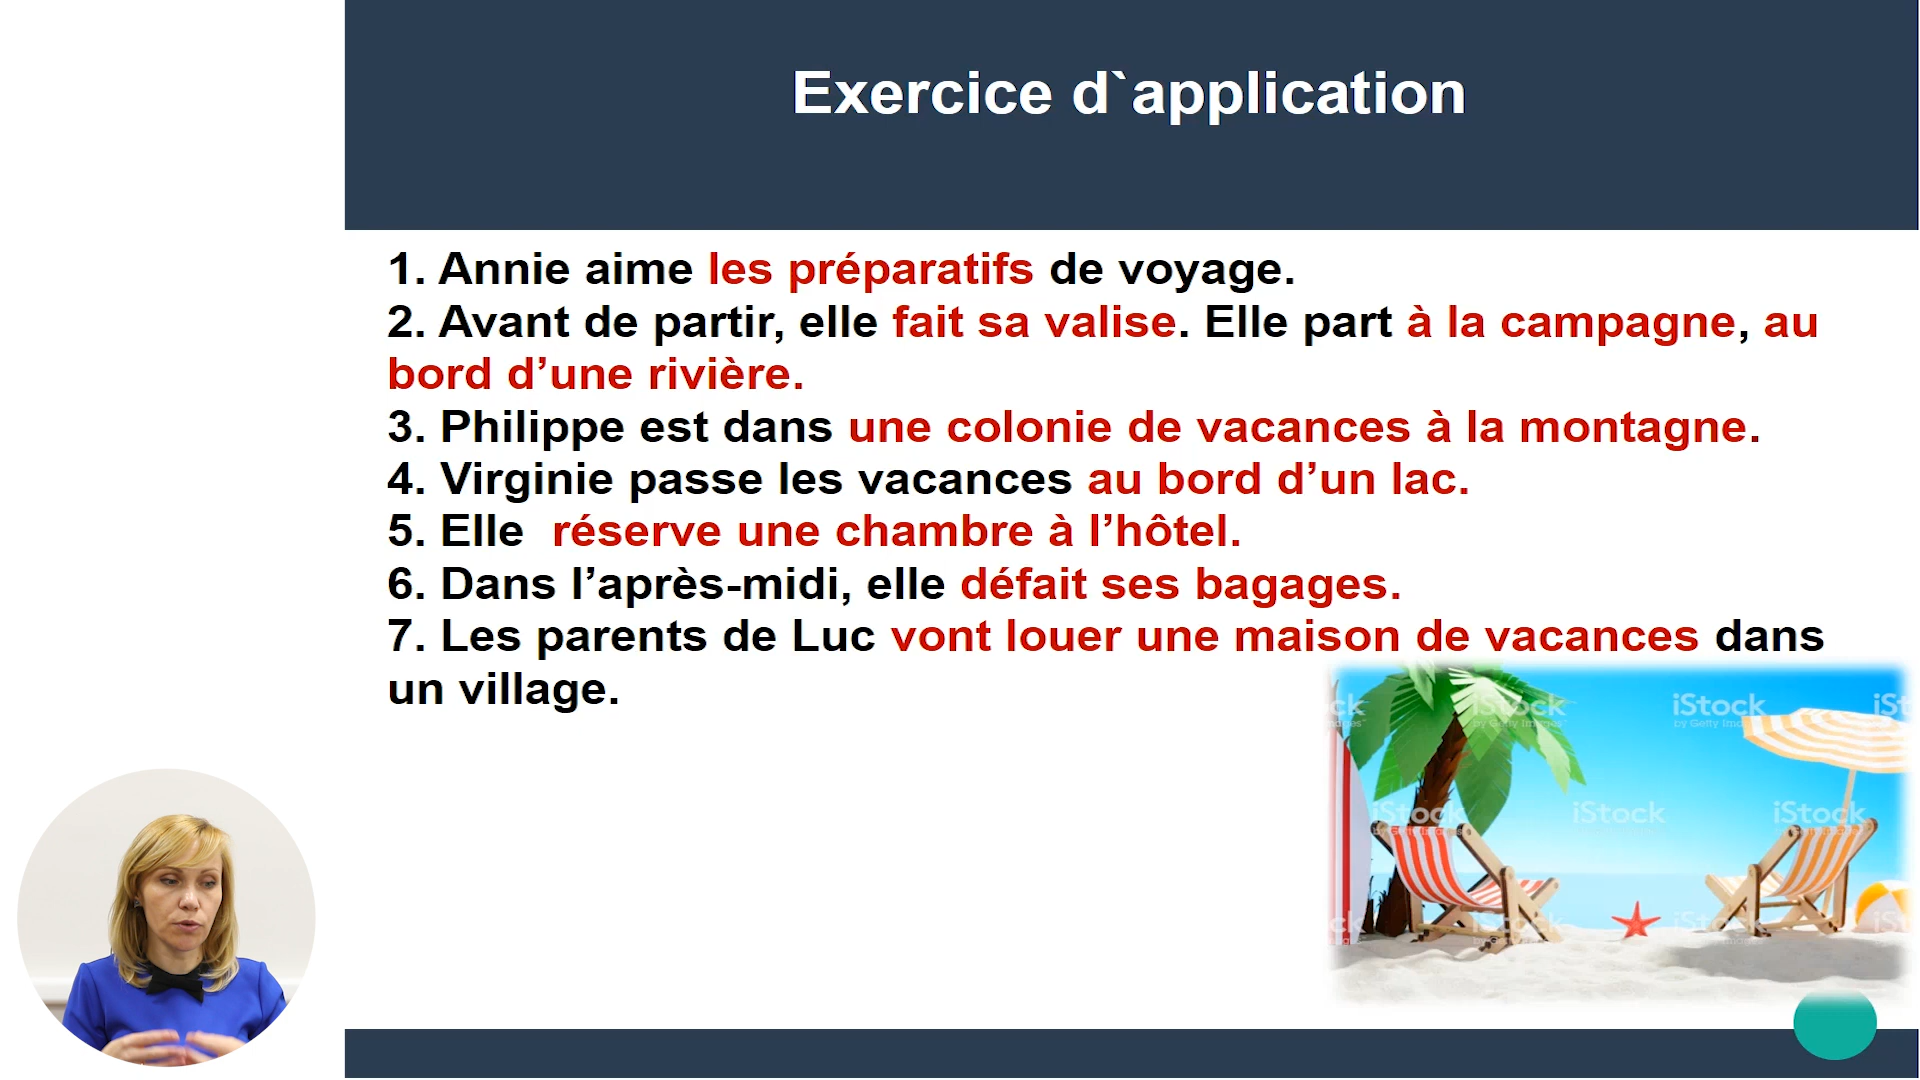 Exercice d`application
1. Annie aime les préparatifs de voyage.
2. Avant de partir, elle fait sa valise. Elle part à la campagne, au
bord d’une rivière.
3. Philippe est dans une colonie de vacances à la montagne.
4. Virginie passe les vacances au bord d’un lac.
5. Elle  réserve une chambre à l’hôtel.
6. Dans l’après-midi, elle défait ses bagages.
7. Les parents de Luc vont louer une maison de vacances dans
un village.
iStock
by Getty Images
iStock
iStock
iStock
iStock